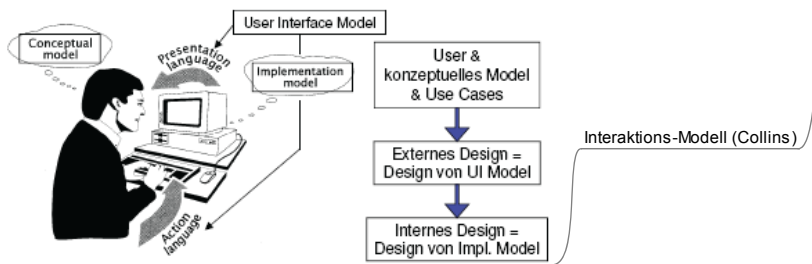 User Interface Model
Conceptual
model
Presentation
language
Implementation
model
Action
language
User &
konzeptuelles Model
& Use Cases
Externes Design =
Design von UI Model
Internes Design =
Design von Impl. Model
Interaktions-Modell (Collins)